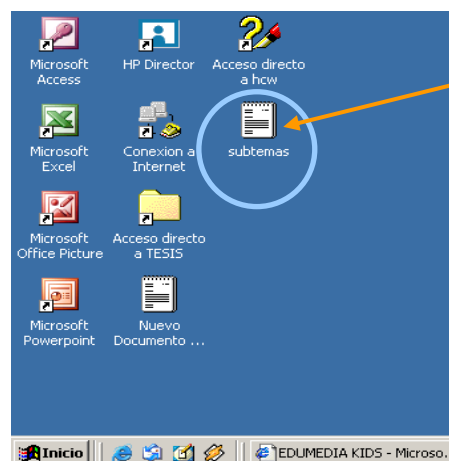 Microsoft
Access
HP Director
Acceso directo
a hcw
Microsoft
Excel
Conexion a
Internet
subtemas
Microsoft
Office Picture
Acceso directo
a TESIS
Microsoft
Powerpoint
Nuevo
Documento ...
Inicio
EDUMEDIA KIDS - Microso.